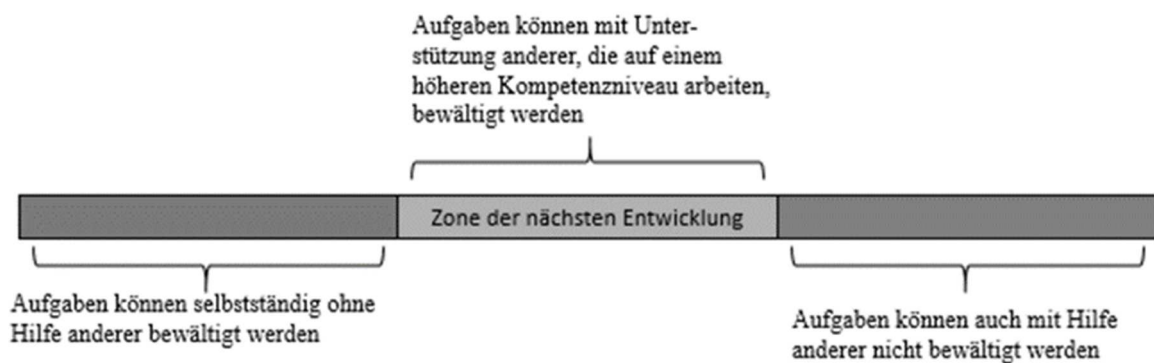 Aufgaben können mit Unter-
stützung anderer, die auf einem
höheren Kompetenzniveau arbeiten,
bewältigt werden
Zone der nächsten Entwicklung
Aufgaben können selbstständig ohne
Hilfe anderer bewältigt werden
Aufgaben können auch mit Hilfe
anderer nicht bewältigt werden